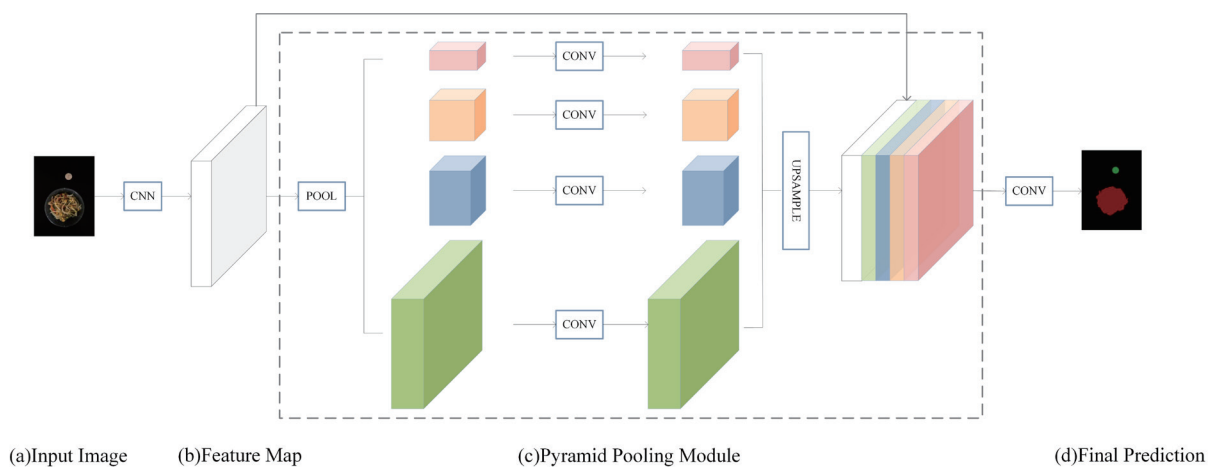 CNN
POOL
CONV
CONV
CONV
CONV
UPSAMPLE
CONV
(a)Input Image
(b)Feature Map
(c)Pyramid Pooling Module
(d)Final Prediction